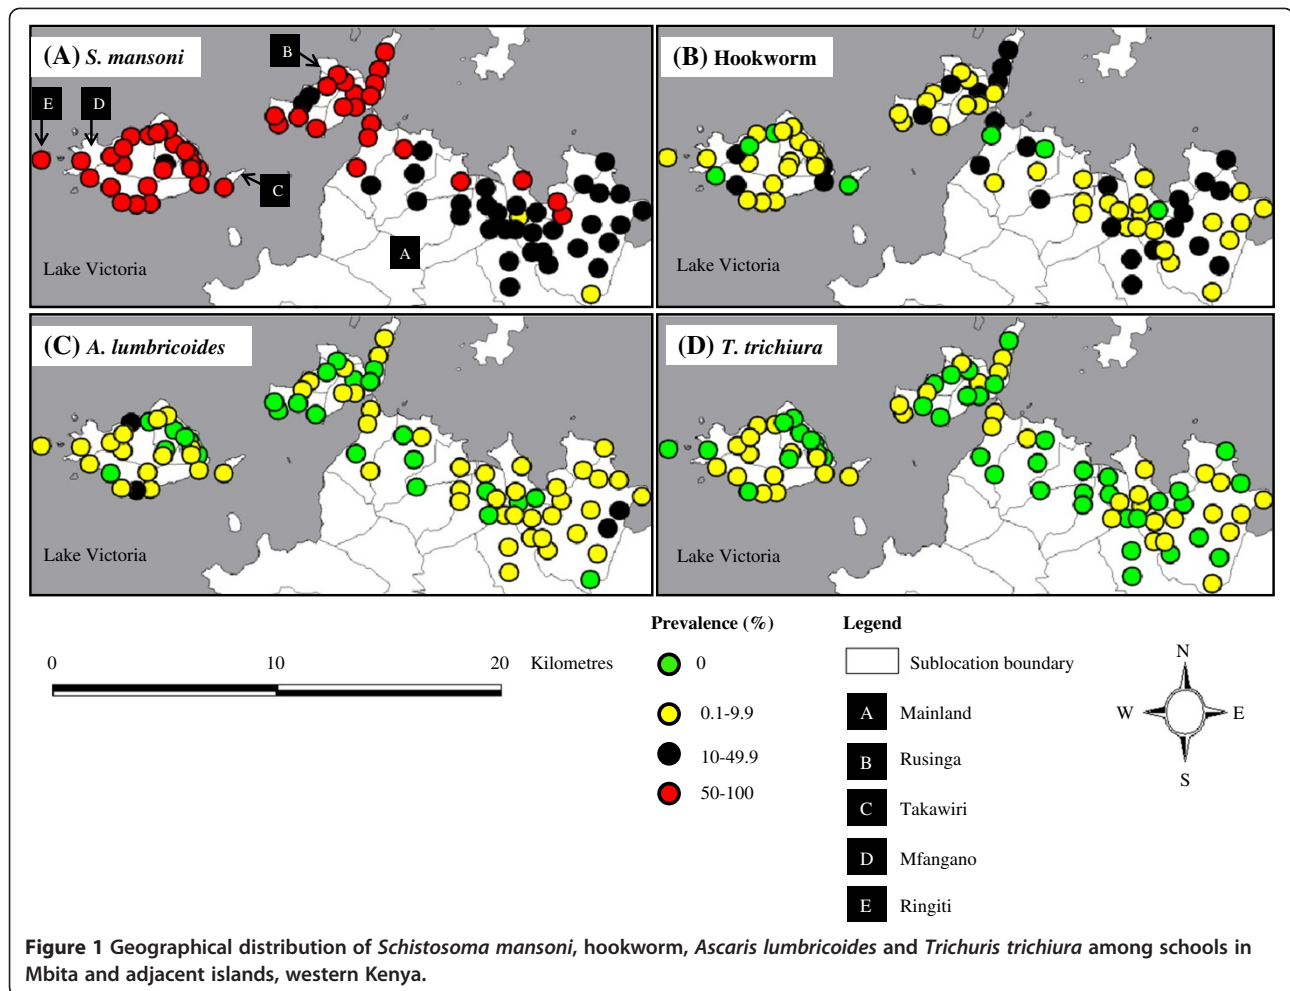 (A) S. mansoni
B
E
D
C
A
Lake Victoria
(B) Hookworm
Lake Victoria
(C) A. lumbricoides
Lake Victoria
(D) T. trichiura
Lake Victoria
0 10 20 Kilometres
Prevalence (%)
0
0.1-9.9
10-49.9
50-100
Legend
Sublocation boundary
A Mainland
B Rusinga
C Takawiri
D Mfangano
E Ringiti
N
W E
S
Figure 1 Geographical distribution of Schistosoma mansoni, hookworm, Ascaris lumbricoides and Trichuris trichiura among schools in
Mbita and adjacent islands, western Kenya.